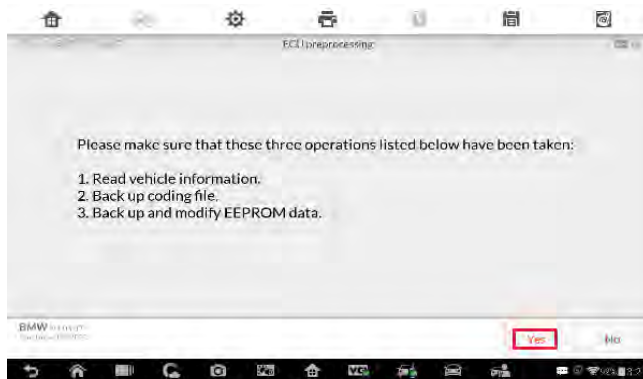 ECU preprocessing
Please make sure that these three operations listed below have been taken:
1. Read vehicle information.
2. Back up coding file.
3. Back up and modify EEPROM data.
BMW
Yes
No
VCI